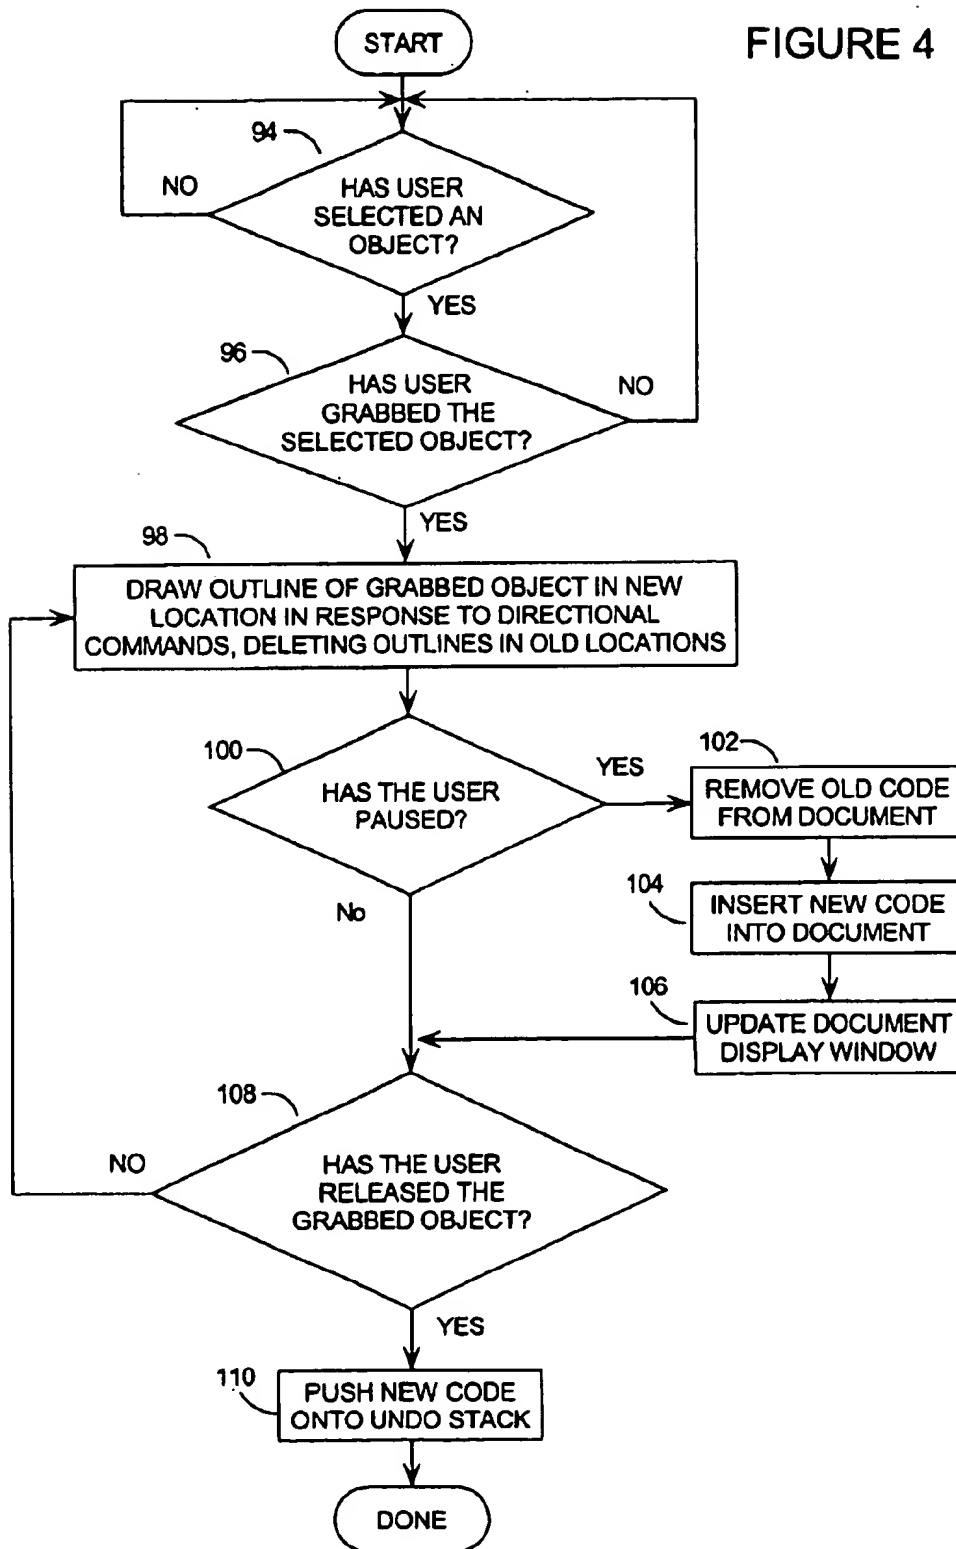 FIGURE 4
START
94
NO
HAS USER
SELECTED AN
OBJECT?
YES
96
HAS USER
GRABBED THE
SELECTED OBJECT?
NO
YES
98
DRAW OUTLINE OF GRABBED OBJECT IN NEW
LOCATION IN RESPONSE TO DIRECTIONAL
COMMANDS, DELETING OUTLINES IN OLD LOCATIONS
100
HAS THE USER
PAUSED?
YES
No
102
REMOVE OLD CODE
FROM DOCUMENT
104
INSERT NEW CODE
INTO DOCUMENT
106
UPDATE DOCUMENT
DISPLAY WINDOW
108
NO
HAS THE USER
RELEASED THE
GRABBED OBJECT?
YES
110
PUSH NEW CODE
ONTO UNDO STACK
DONE